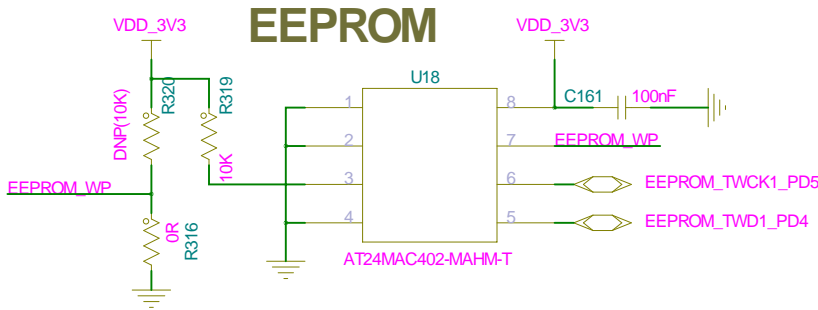 EEPROM
VDD_3V3
VDD_3V3
U18
R320
R319
DNP(10K)
10K
C161
100nF
1
8
2
7
EEPROM_WP
3
6
EEPROM_TWCK1_PD5
EEPROM_WP
4
5
EEPROM_TWD1_PD4
0R
R316
AT24MAC402-MAHM-T